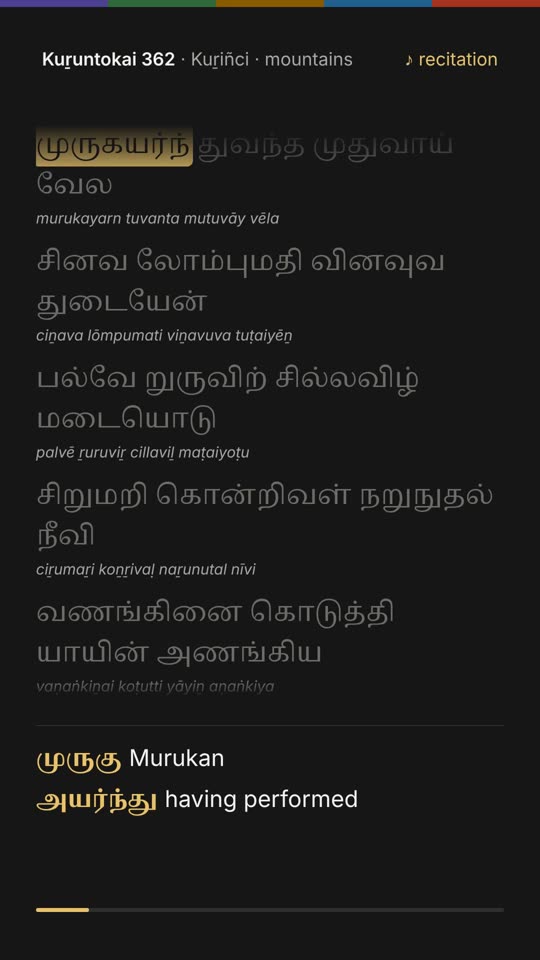 Kuṟuntokai 362 · Kuṟiñci · mountains
♪ recitation
முருகயர்ந் துவந்த முதுவாய்
வேல
murukayarn tuvanta mutuvāy vēla
சினவ லோம்புமதி வினவுவ
துடையேன்
ciṉava lōmpumati viṉavuva tuṭaiyēṉ
பல்வே றுருவிற் சில்லவிழ்
மடையொடு
palvē ṟuruviṟ cillaviḻ maṭaiyoṭu
சிறுமறி கொன்றிவள் நறுநுதல்
நீவி
ciṟumaṟi koṉṟivaḷ naṟunutal nīvi
வணங்கினை கொடுத்தி
யாயின் அணங்கிய
vaṇaṅkiṉai koṭutti yāyiṉ aṇaṅkiya
முருகு Murukan
அயர்ந்து having performed